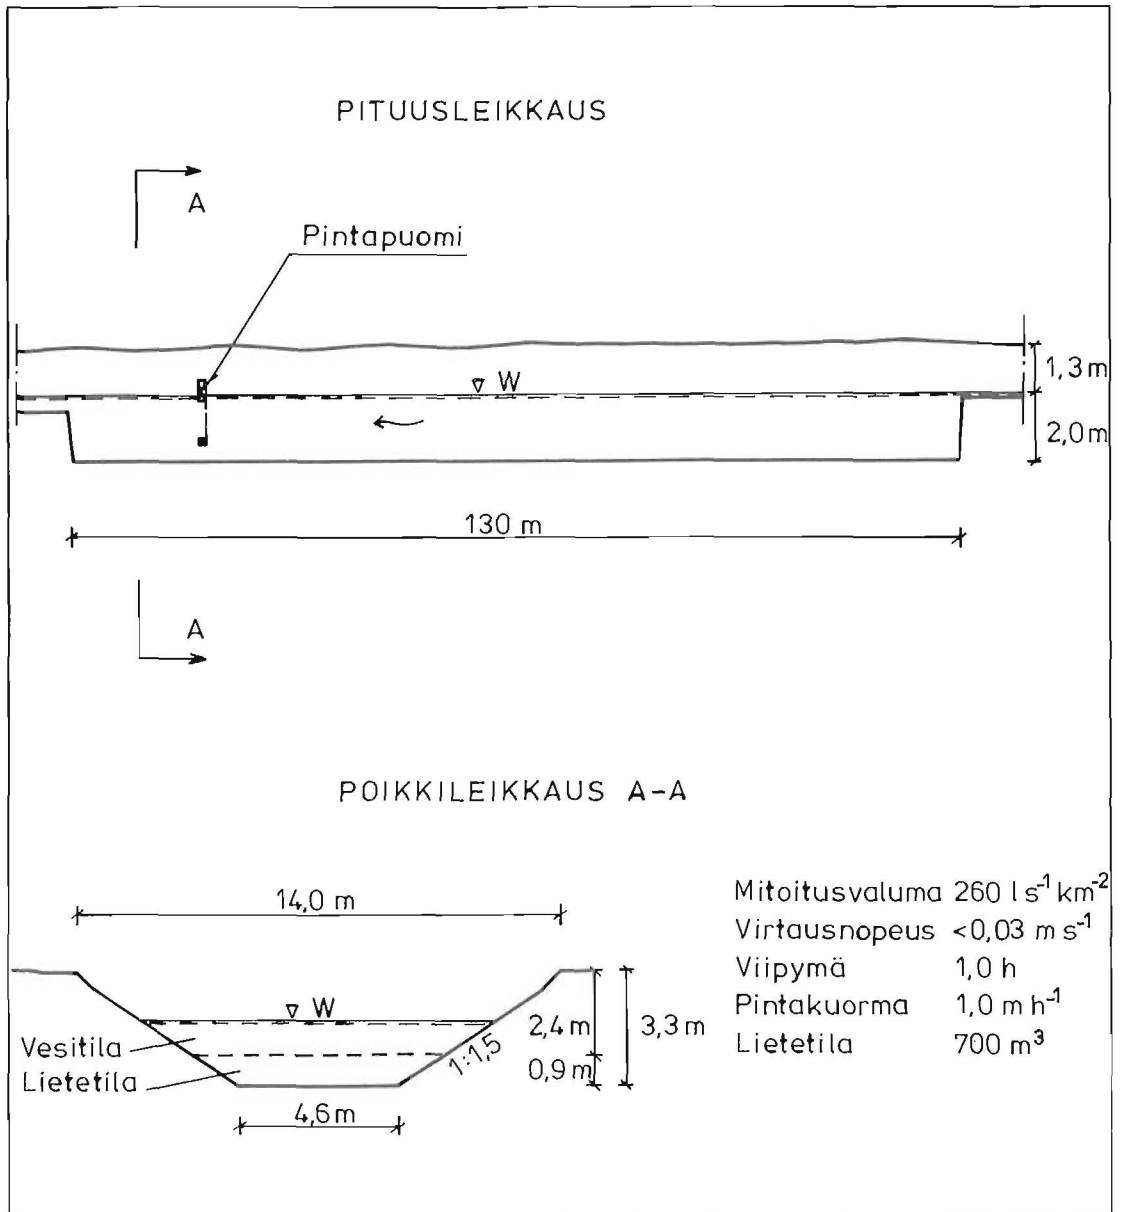 PITUUSLEIKKAUS
A
Pintapuomi
W
1,3 m
2,0 m
130 m
A
POIKKILEIKKAUS A-A
14,0 m
W
Vesitila
Lietetila
1:1,5
2,4 m
0,9 m
3,3 m
4,6 m
Mitoitusvaluma 260 l s⁻¹ km⁻²
Virtausnopeus <0,03 m s⁻¹
Viipymä 1,0 h
Pintakuorma 1,0 m h⁻¹
Lietetila 700 m³